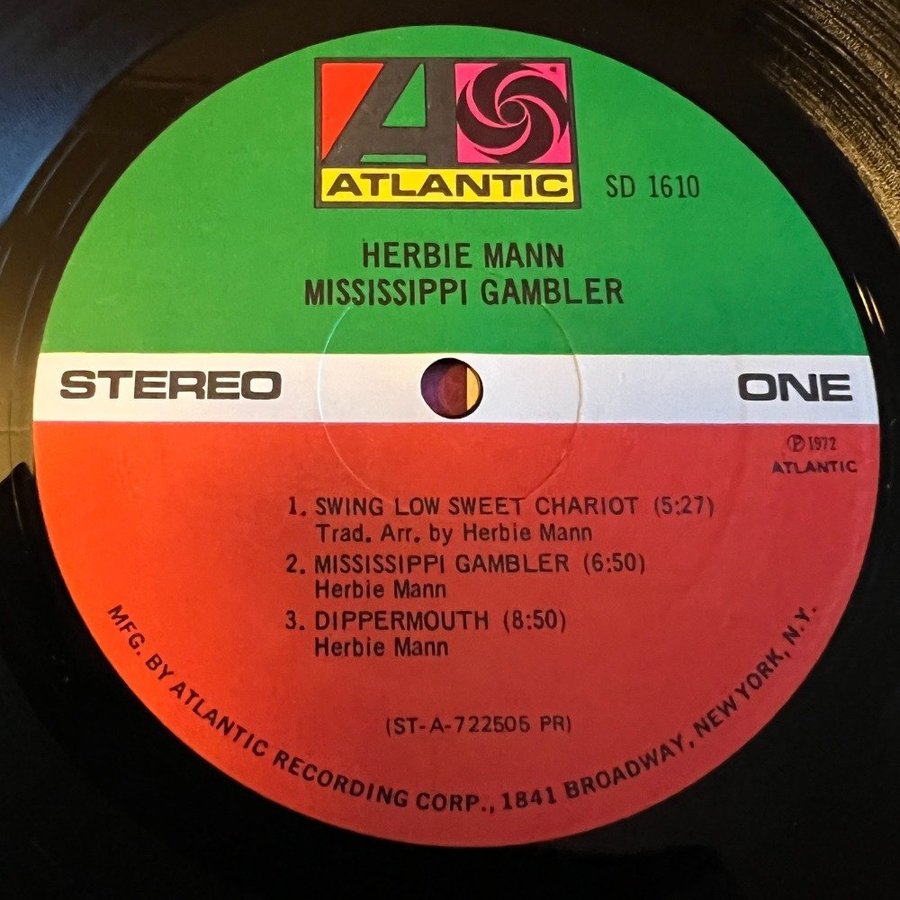 ATLANTIC
SD 1610
HERBIE MANN
MISSISSIPPI GAMBLER
STEREO
ONE
Ⓟ 1972
ATLANTIC
1. SWING LOW SWEET CHARIOT (5:27)
Trad. Arr. by Herbie Mann
2. MISSISSIPPI GAMBLER (6:50)
Herbie Mann
3. DIPPERMOUTH (8:50)
Herbie Mann
(ST-A-722505 PR)
MFG. BY ATLANTIC RECORDING CORP., 1841 BROADWAY, NEW YORK, N.Y.